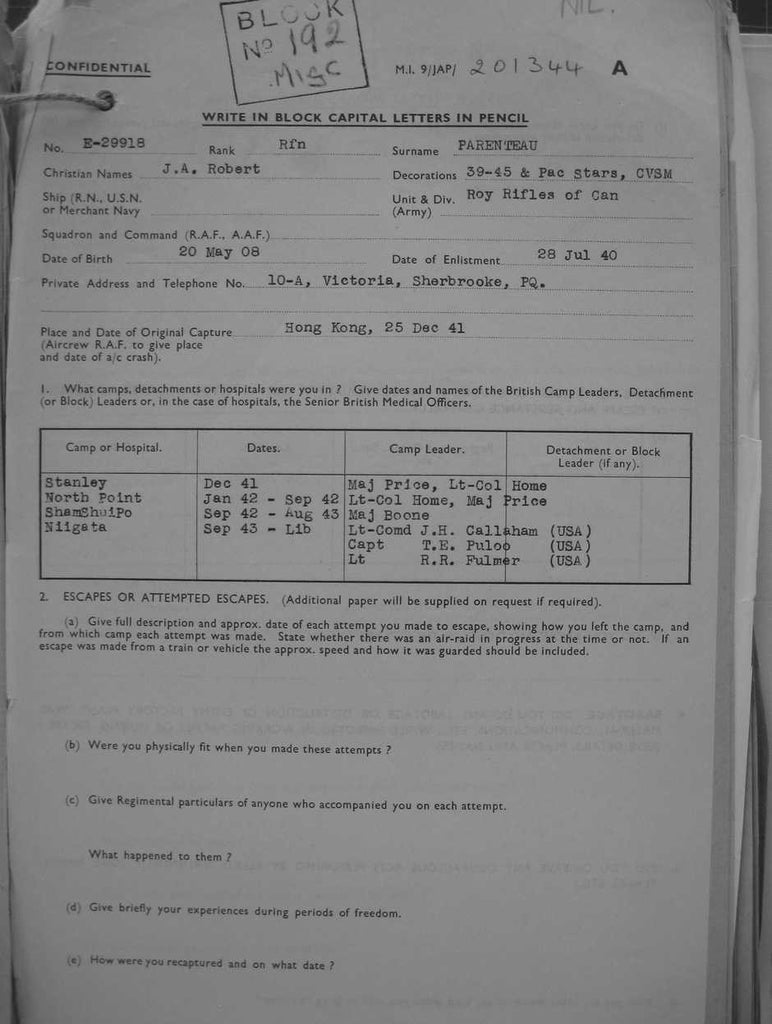 NIL.
BLOCK
Nº 192
Misc
CONFIDENTIAL
M.I. 9/JAP/ 201344 A
WRITE IN BLOCK CAPITAL LETTERS IN PENCIL
No. E-29918 Rank Rfn Surname PARENTEAU
Christian Names J.A. Robert Decorations 39-45 & Pac Stars, CVSM
Ship (R.N., U.S.N. Unit & Div. Roy Rifles of Can
or Merchant Navy (Army)
Squadron and Command (R.A.F., A.A.F.)
Date of Birth 20 May 08 Date of Enlistment 28 Jul 40
Private Address and Telephone No. 10-A, Victoria, Sherbrooke, PQ.
Place and Date of Original Capture Hong Kong, 25 Dec 41
(Aircrew R.A.F. to give place
and date of a/c crash).
1. What camps, detachments or hospitals were you in ? Give dates and names of the British Camp Leaders, Detachment
(or Block) Leaders or, in the case of hospitals, the Senior British Medical Officers.
Camp or Hospital. Dates. Camp Leader. Detachment or Block
Leader (if any).
Stanley Dec 41 Maj Price, Lt-Col Home
North Point Jan 42 - Sep 42 Lt-Col Home, Maj Price
ShamShuiPo Sep 42 - Aug 43 Maj Boone
Niigata Sep 43 - Lib Lt-Comd J.H. Callaham (USA)
Capt T.E. Pulos (USA)
Lt R.R. Fulmer (USA)
2. ESCAPES OR ATTEMPTED ESCAPES. (Additional paper will be supplied on request if required).
(a) Give full description and approx. date of each attempt you made to escape, showing how you left the camp, and
from which camp each attempt was made. State whether there was an air-raid in progress at the time or not. If an
escape was made from a train or vehicle the approx. speed and how it was guarded should be included.
(b) Were you physically fit when you made these attempts ?
(c) Give Regimental particulars of anyone who accompanied you on each attempt.
What happened to them ?
(d) Give briefly your experiences during periods of freedom.
(e) How were you recaptured and on what date ?